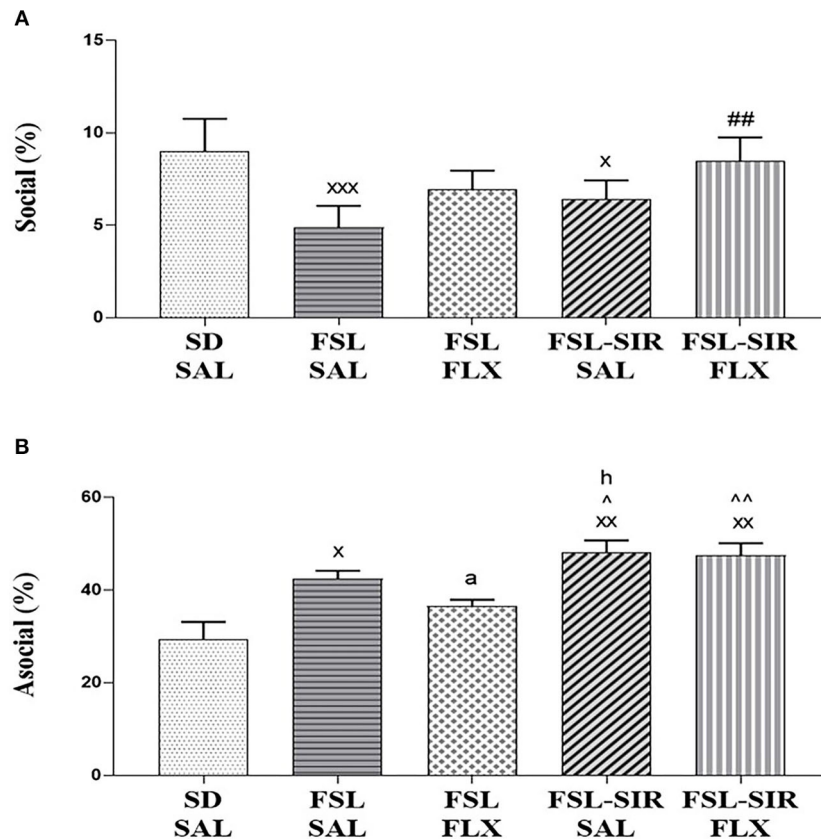 A
Social (%)
15
10
5
0
xxx
x
##
SD FSL FSL FSL-SIR FSL-SIR
SAL SAL FLX SAL FLX
B
Asocial (%)
60
40
20
0
h
^ ^^
x a xx xx
SD FSL FSL FSL-SIR FSL-SIR
SAL SAL FLX SAL FLX